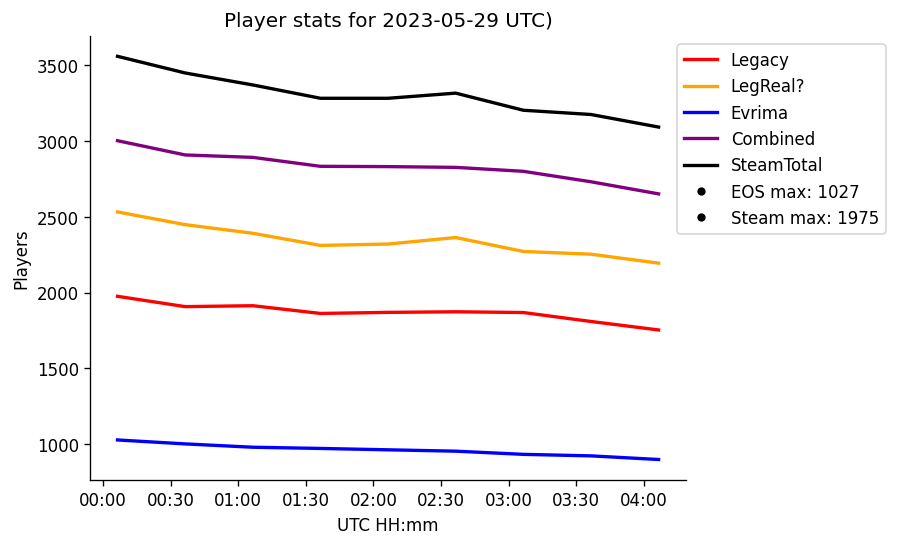 Player stats for 2023-05-29 UTC)
Legacy
LegReal?
Evrima
Combined
SteamTotal
EOS max: 1027
Steam max: 1975
Players
3500
3000
2500
2000
1500
1000
00:00 00:30 01:00 01:30 02:00 02:30 03:00 03:30 04:00
UTC HH:mm